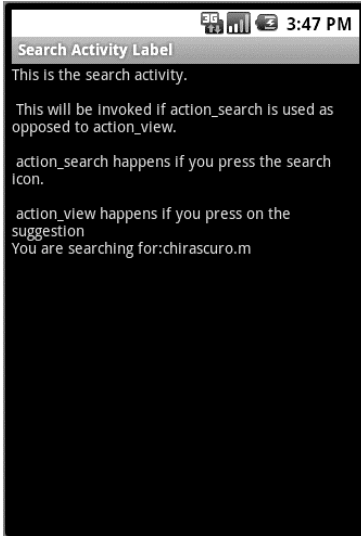 3G 3:47 PM
Search Activity Label
This is the search activity.
This will be invoked if action_search is used as
opposed to action_view.
action_search happens if you press the search
icon.
action_view happens if you press on the
suggestion
You are searching for:chirascuro.m